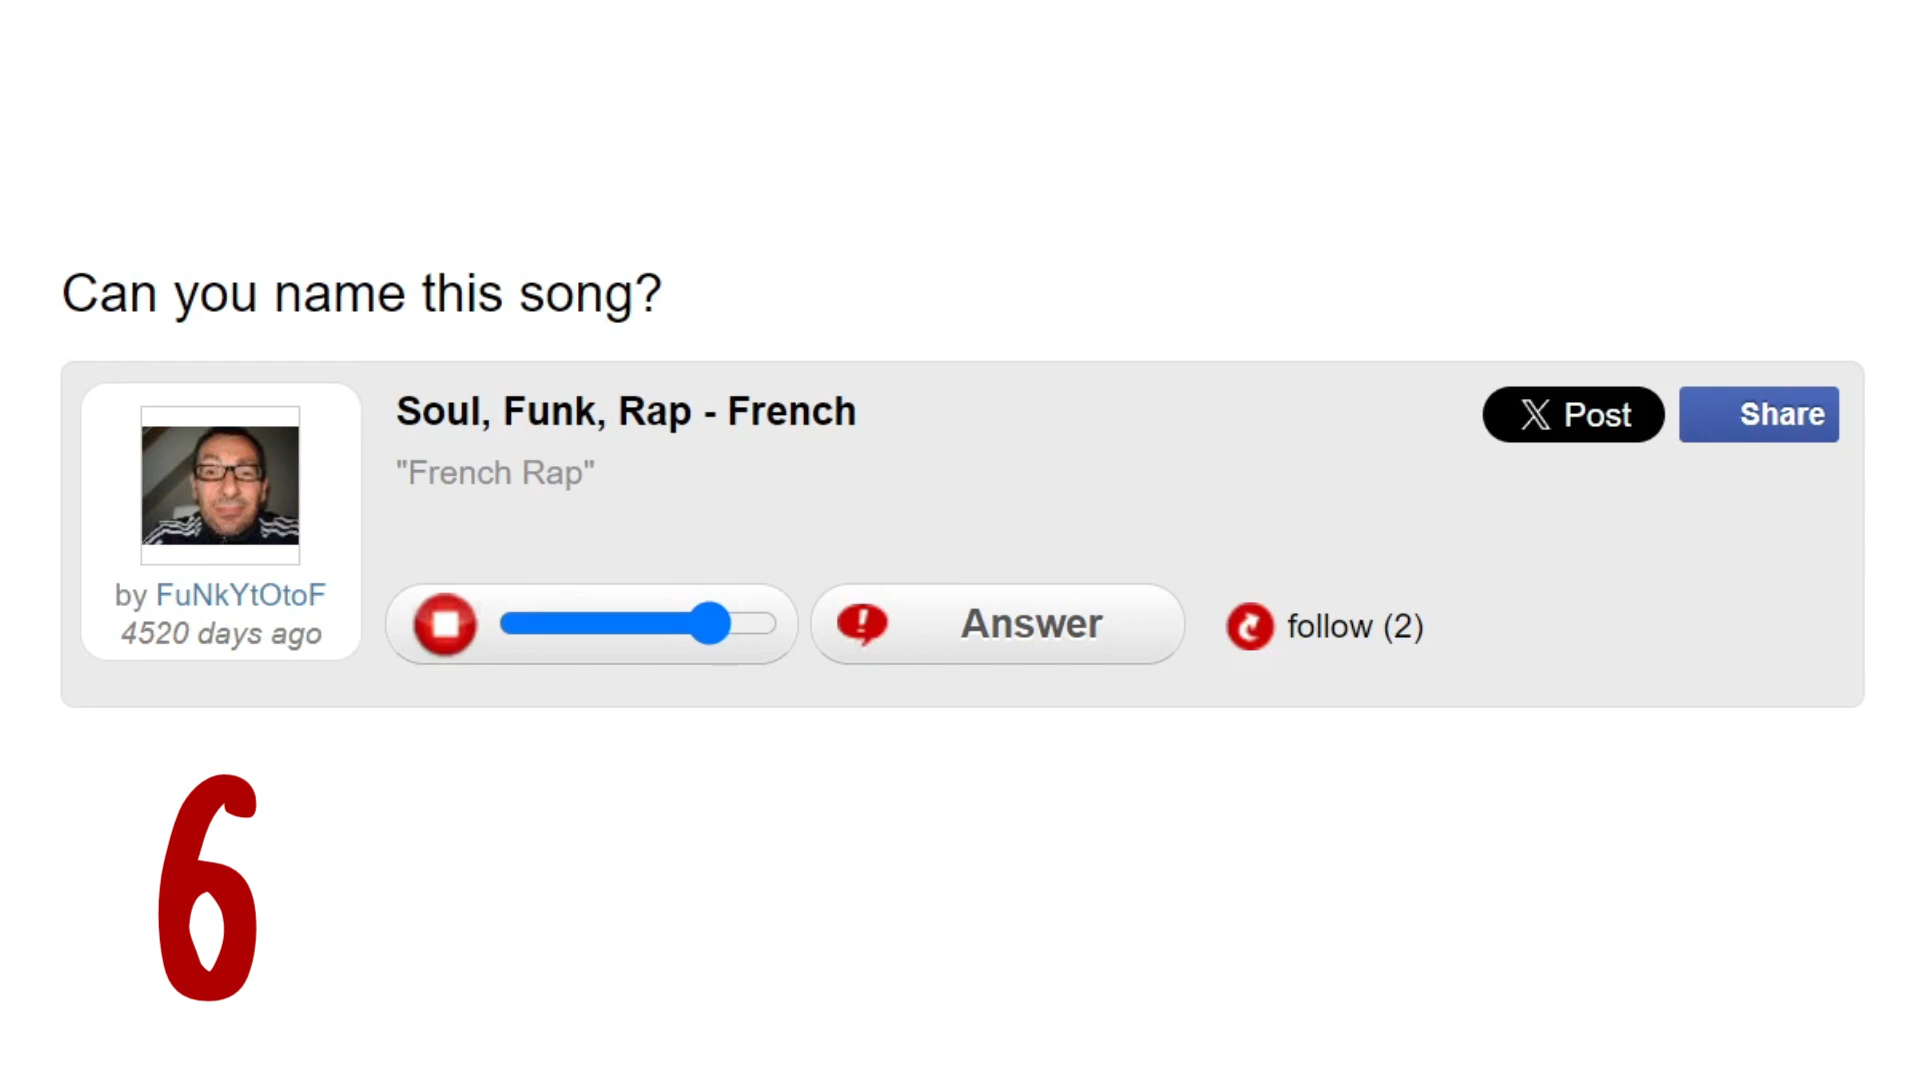 Can you name this song?
Soul, Funk, Rap - French
"French Rap"
X Post
Share
by FuNkYtOtoF
4520 days ago
Answer
follow (2)
6